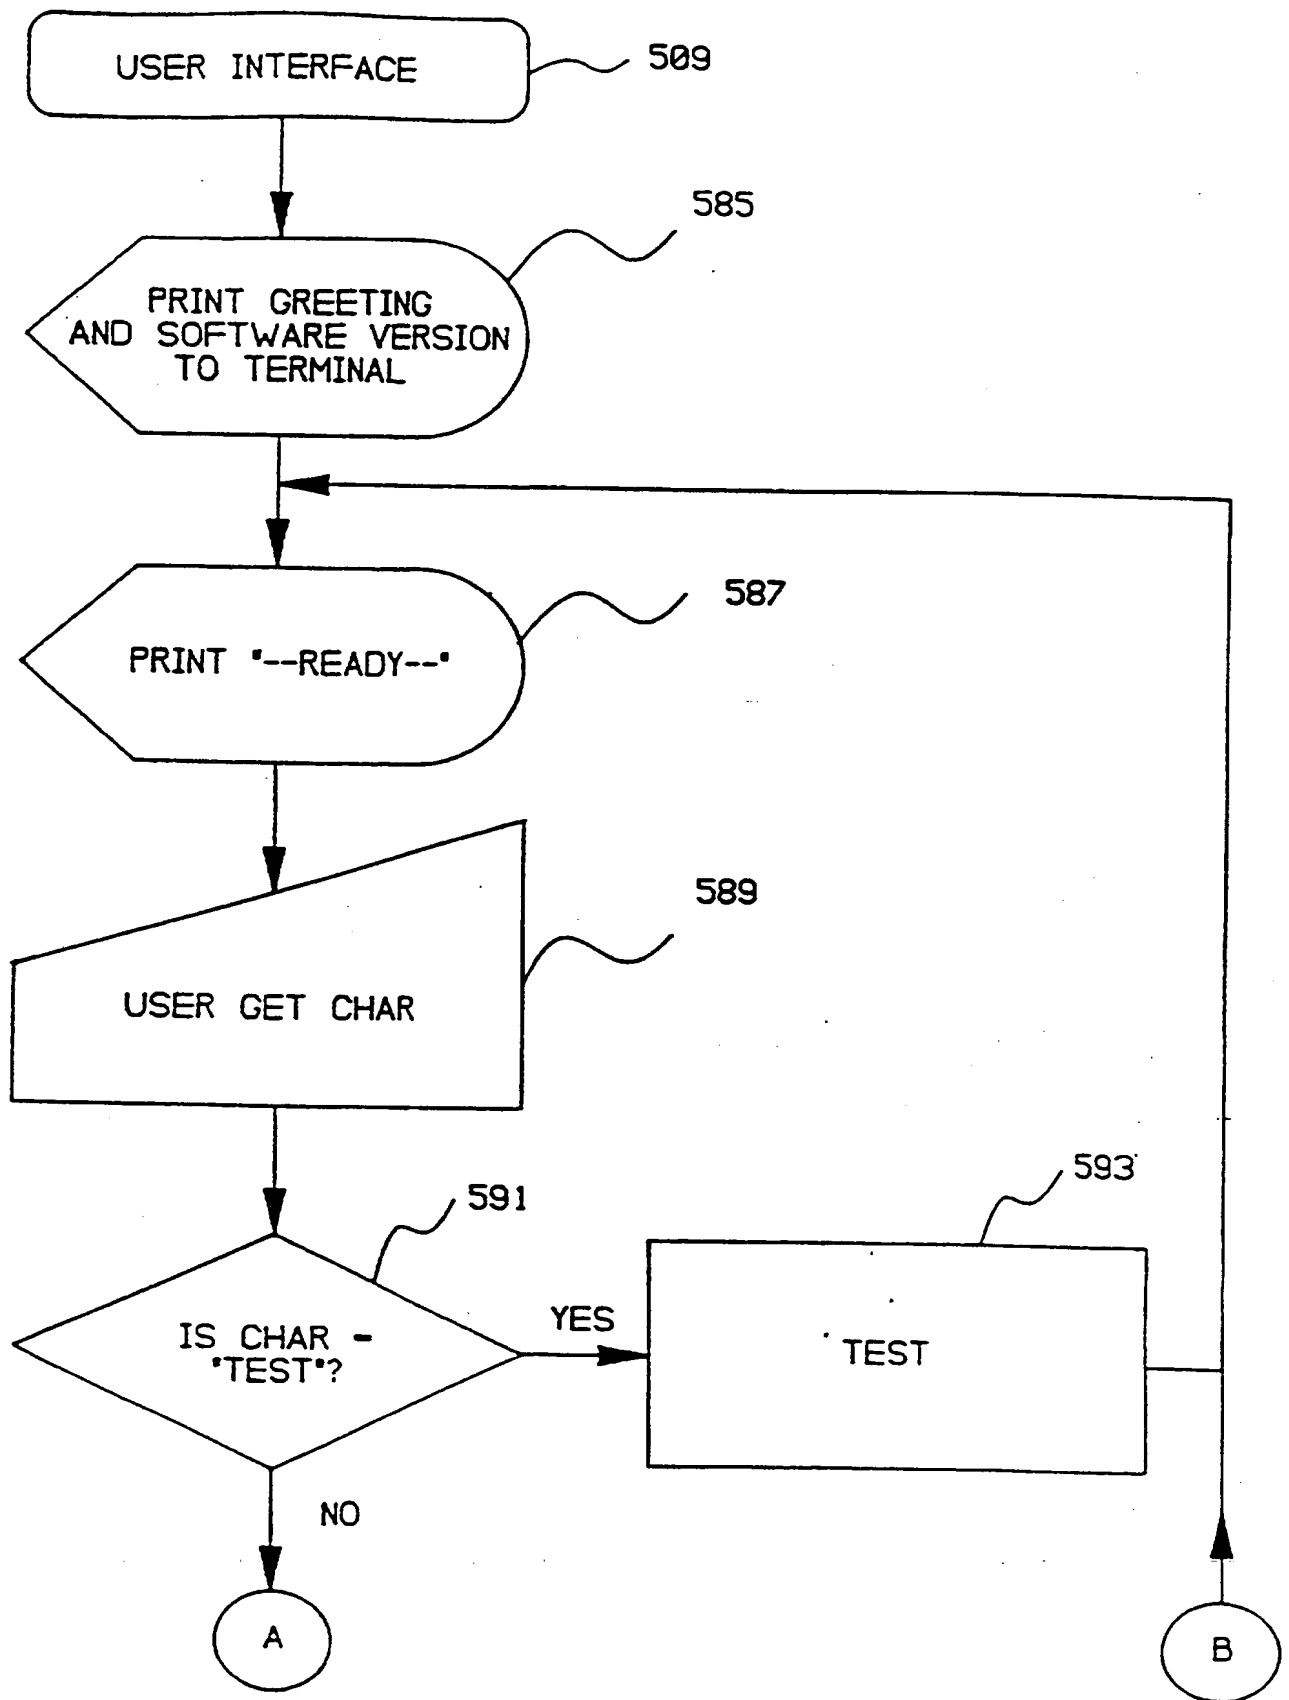 USER INTERFACE
509
585
PRINT GREETING
AND SOFTWARE VERSION
TO TERMINAL
587
PRINT "--READY--"
589
USER GET CHAR
591
593
IS CHAR =
"TEST"?
YES
TEST
NO
A
B